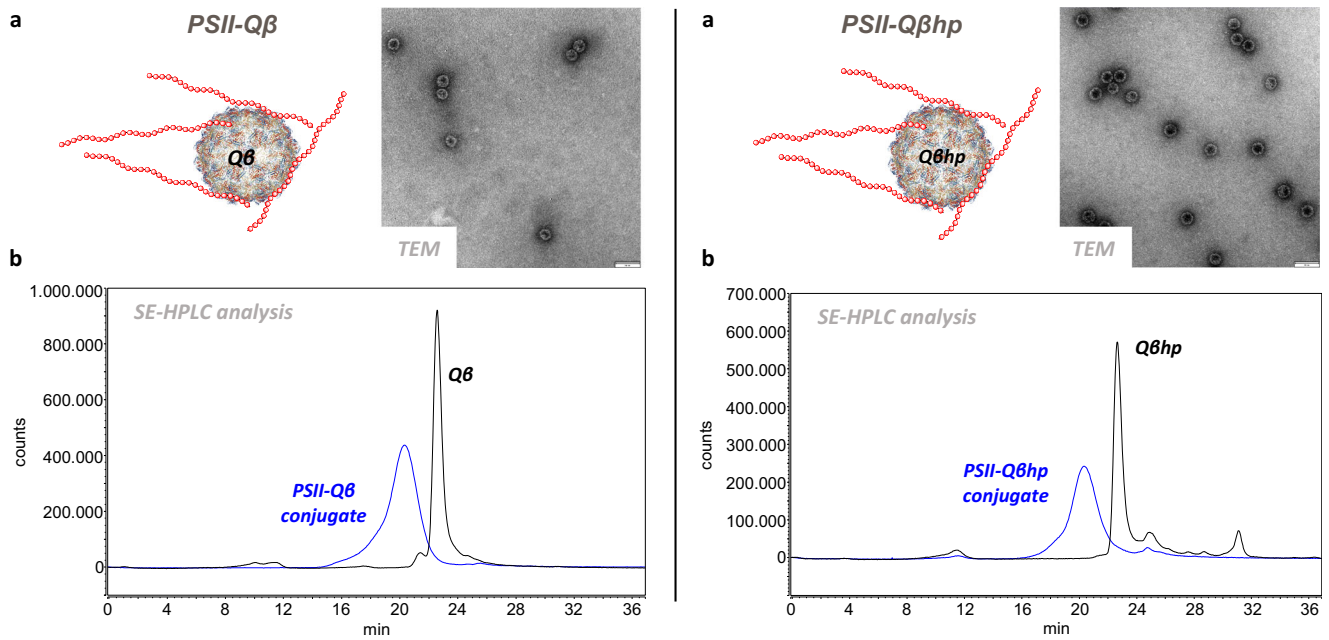 a
PSII-Qβ
Qβ
TEM
b
SE-HPLC analysis
1.000.000
800.000
600.000
400.000
200.000
0
counts
Qβ
PSII-Qβ
conjugate
0 4 8 12 16 20 24 28 32 36
min
a
PSII-Qβhp
Qβhp
TEM
b
SE-HPLC analysis
700.000
600.000
500.000
400.000
300.000
200.000
100.000
0
counts
Qβhp
PSII-Qβhp
conjugate
0 4 8 12 16 20 24 28 32 36
min